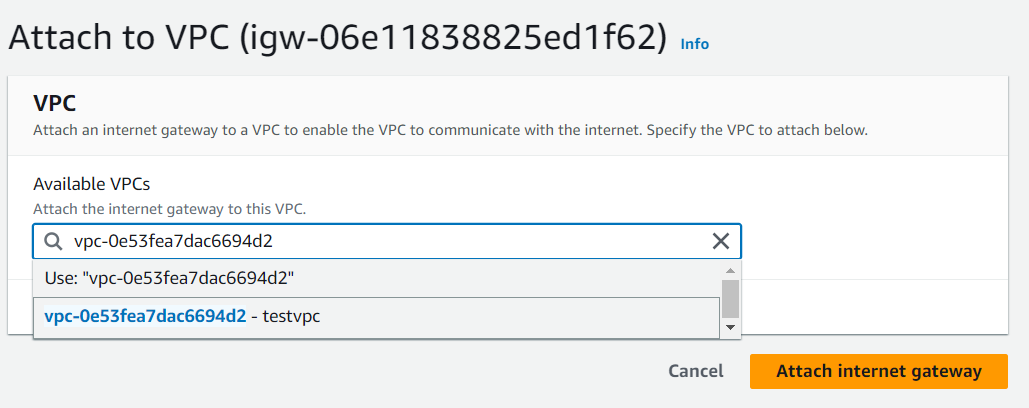 Attach to VPC (igw-06e11838825ed1f62) Info
VPC
Attach an internet gateway to a VPC to enable the VPC to communicate with the internet. Specify the VPC to attach below.
Available VPCs
Attach the internet gateway to this VPC.
vpc-0e53fea7dac6694d2
Use: "vpc-0e53fea7dac6694d2"
vpc-0e53fea7dac6694d2 - testvpc
Cancel Attach internet gateway